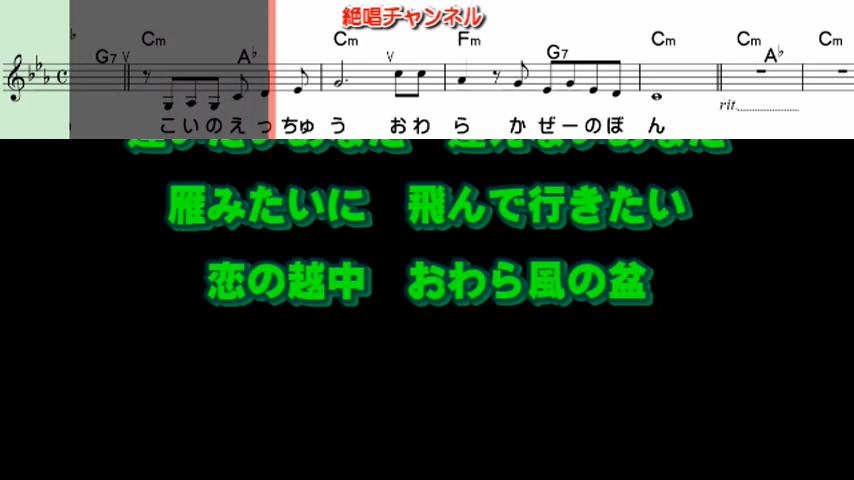 絶唱チャンネル
G7 Cm A♭ Cm Fm G7 Cm Cm A♭ Cm
rit.
こいのえっちゅう おわら かぜーのぼん
雁みたいに 飛んで行きたい
恋の越中 おわら風の盆